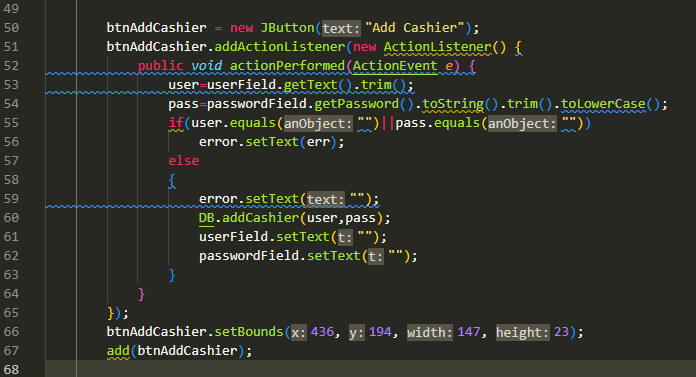 49
50 btnAddCashier = new JButton(text: "Add Cashier");
51 btnAddCashier.addActionListener(new ActionListener() {
52 public void actionPerformed(ActionEvent e) {
53 user=userField.getText().trim();
54 pass=passwordField.getPassword().toString().trim().toLowerCase();
55 if(user.equals(anObject: "")||pass.equals(anObject: ""))
56 error.setText(err);
57 else
58 {
59 error.setText(text: "");
60 DB.addCashier(user,pass);
61 userField.setText(t: "");
62 passwordField.setText(t: "");
63 }
64 }
65 });
66 btnAddCashier.setBounds(x: 436, y: 194, width: 147, height: 23);
67 add(btnAddCashier);
68